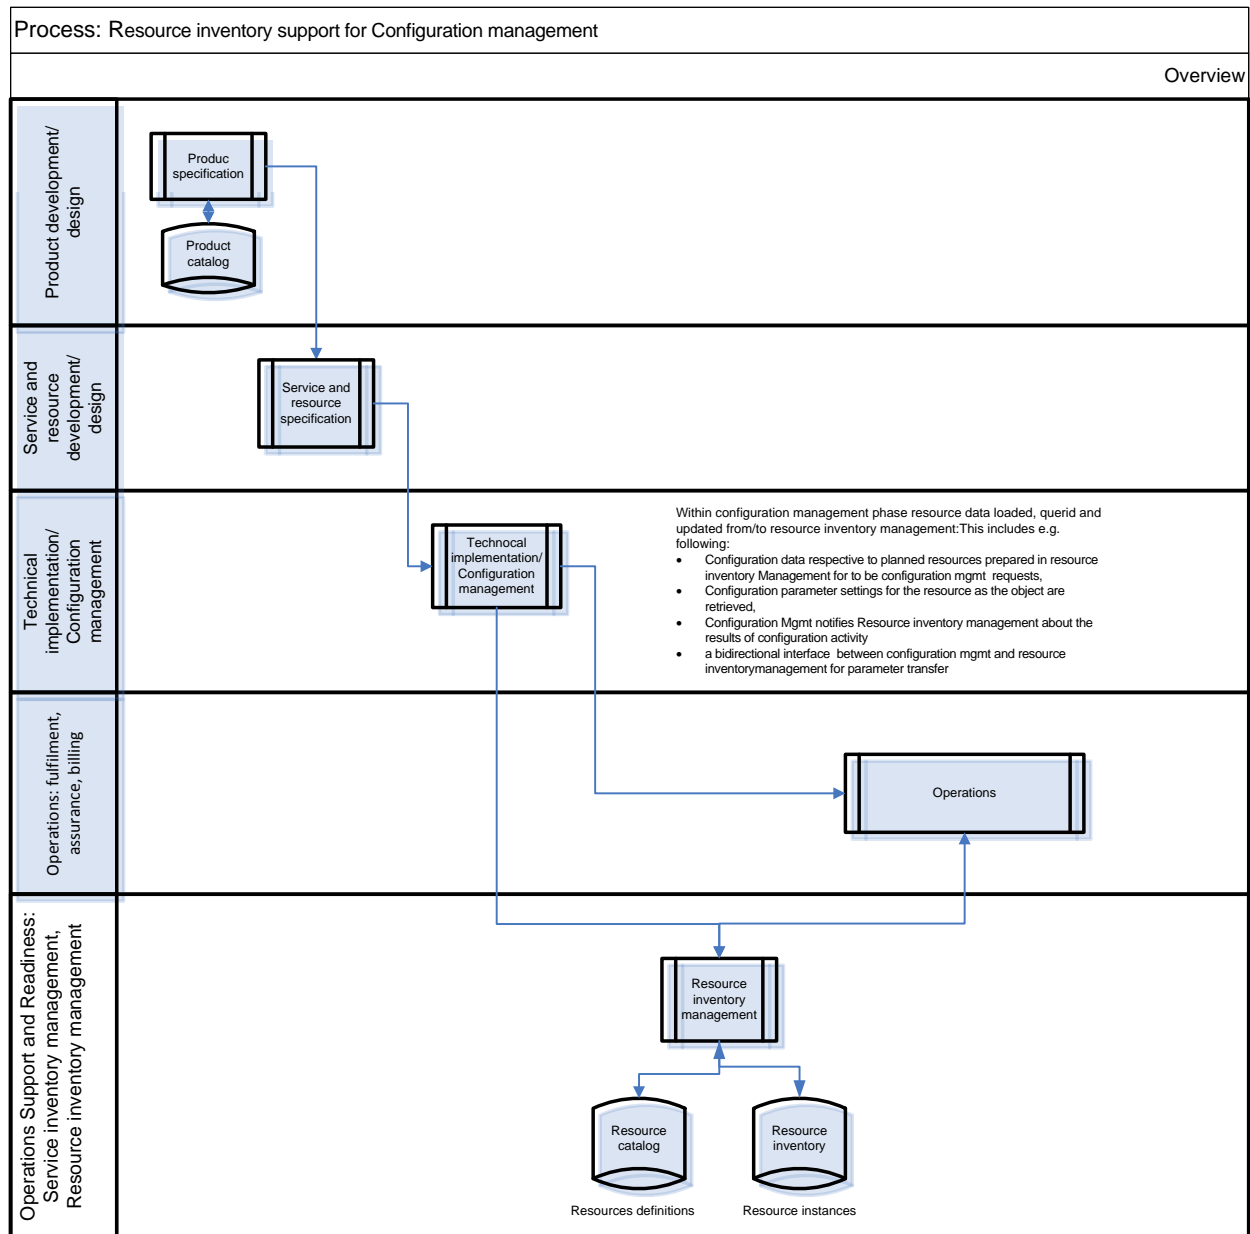 Process: Resource inventory support for Configuration management
Overview
Product development/
design
Produc
specification
Product
catalog
Service and
resource
development/
design
Service and
resource
specification
Technical
implementation/
Configuration
management
Technocal
implementation/
Configuration
management
Within configuration management phase resource data loaded, querid and
updated from/to resource inventory management:This includes e.g.
following:
• Configuration data respective to planned resources prepared in resource
inventory Management for to be configuration mgmt requests,
• Configuration parameter settings for the resource as the object are
retrieved,
• Configuration Mgmt notifies Resource inventory management about the
results of configuration activity
• a bidirectional interface between configuration mgmt and resource
inventorymanagement for parameter transfer
Operations: fulfilment,
assurance, billing
Operations
Operations Support and Readiness:
Service inventory management,
Resource inventory management
Resource
inventory
management
Resource
catalog
Resource
inventory
Resources definitions
Resource instances